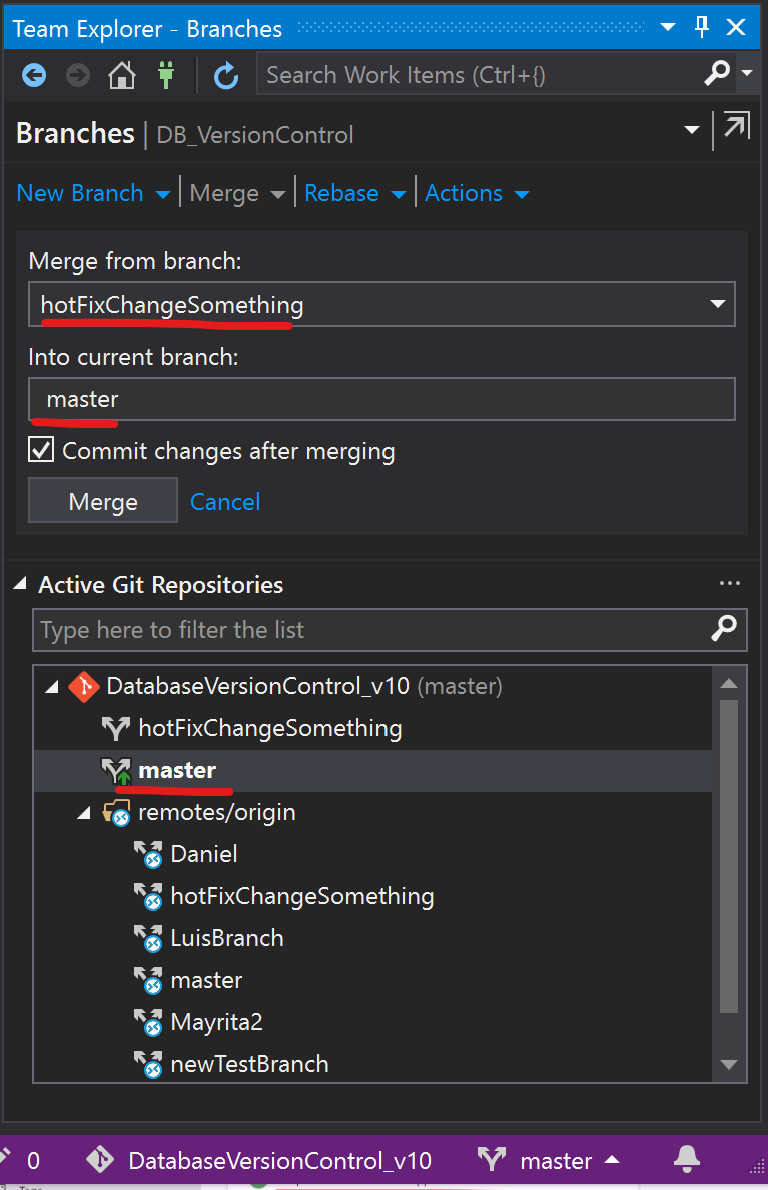 Team Explorer - Branches
Search Work Items (Ctrl+{)
Branches | DB_VersionControl
New Branch | Merge | Rebase | Actions
Merge from branch:
hotFixChangeSomething
Into current branch:
master
Commit changes after merging
Merge Cancel
Active Git Repositories ...
Type here to filter the list
DatabaseVersionControl_v10 (master)
hotFixChangeSomething
master
remotes/origin
Daniel
hotFixChangeSomething
LuisBranch
master
Mayrita2
newTestBranch
0 DatabaseVersionControl_v10 master